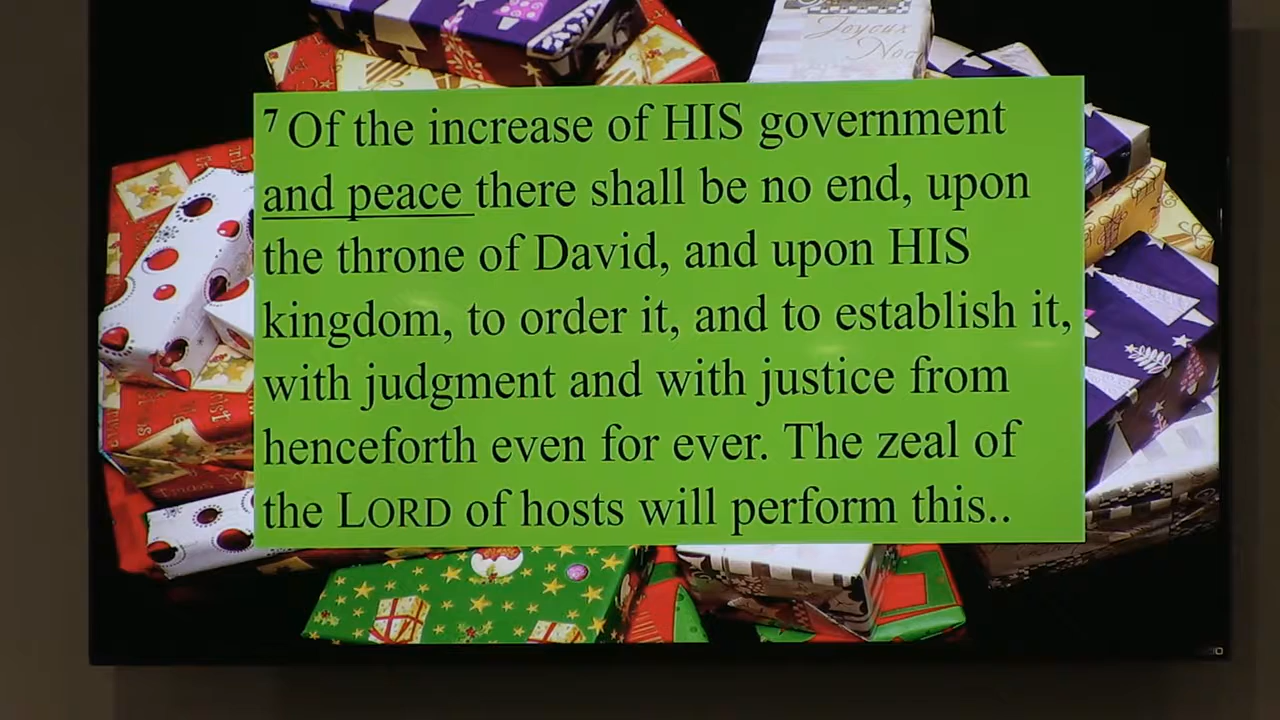 Joyeux
Noel
7 Of the increase of HIS government
and peace there shall be no end, upon
the throne of David, and upon HIS
kingdom, to order it, and to establish it,
with judgment and with justice from
henceforth even for ever. The zeal of
the LORD of hosts will perform this..